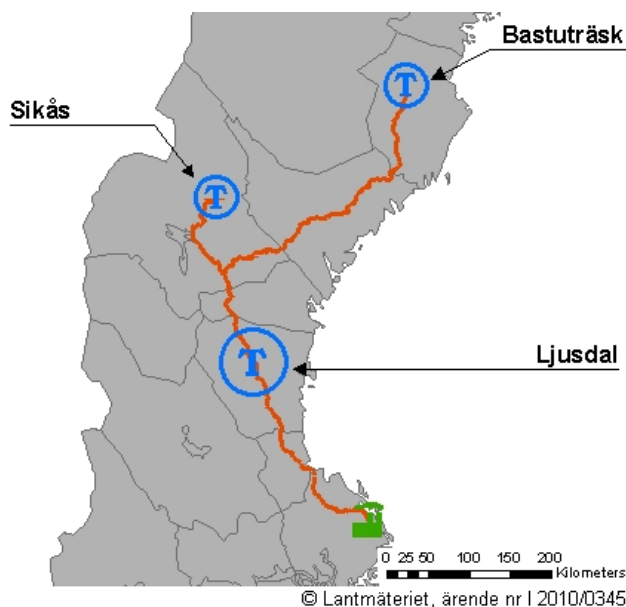 Bastuträsk
T
Sikås
T
Ljusdal
T
0 25 50 100 150 200
Kilometers
© Lantmäteriet, ärende nr I 2010/0345